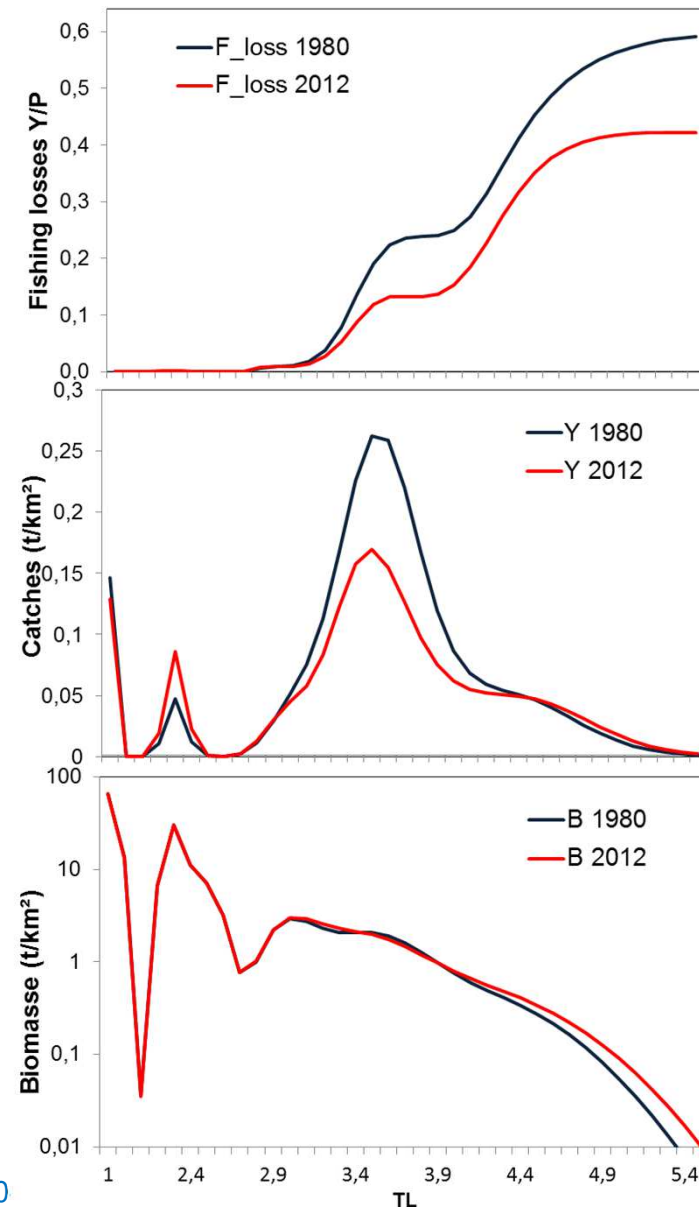 Fishing losses Y/P
0,6
0,5
0,4
0,3
0,2
0,1
0,0
F_loss 1980
F_loss 2012
Catches (t/km²)
0,3
0,25
0,2
0,15
0,1
0,05
0
Y 1980
Y 2012
Biomasse (t/km²)
100
10
1
0,1
0,01
B 1980
B 2012
1 2,4 2,9 3,4 3,9 4,4 4,9 5,4
TL
0